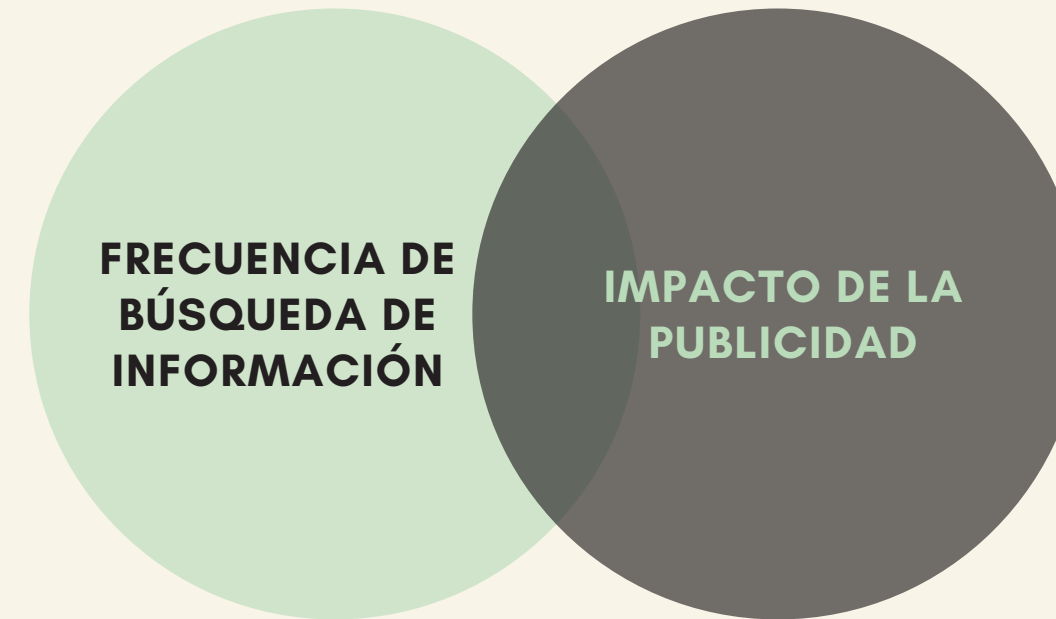 FRECUENCIA DE
BÚSQUEDA DE
INFORMACIÓN
IMPACTO DE LA
PUBLICIDAD